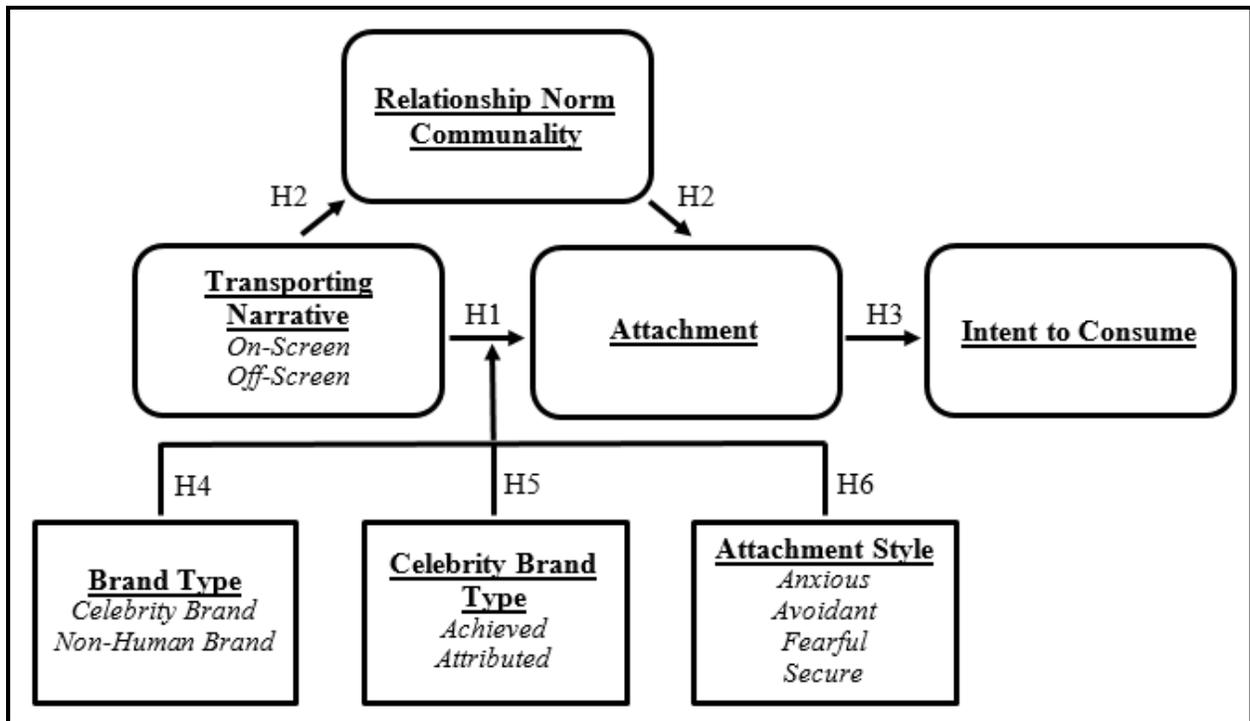 Relationship Norm
Communality
H2
H2
Transporting
Narrative
On-Screen
Off-Screen
H1
Attachment
H3
Intent to Consume
H4
H5
H6
Brand Type
Celebrity Brand
Non-Human Brand
Celebrity Brand
Type
Achieved
Attributed
Attachment Style
Anxious
Avoidant
Fearful
Secure